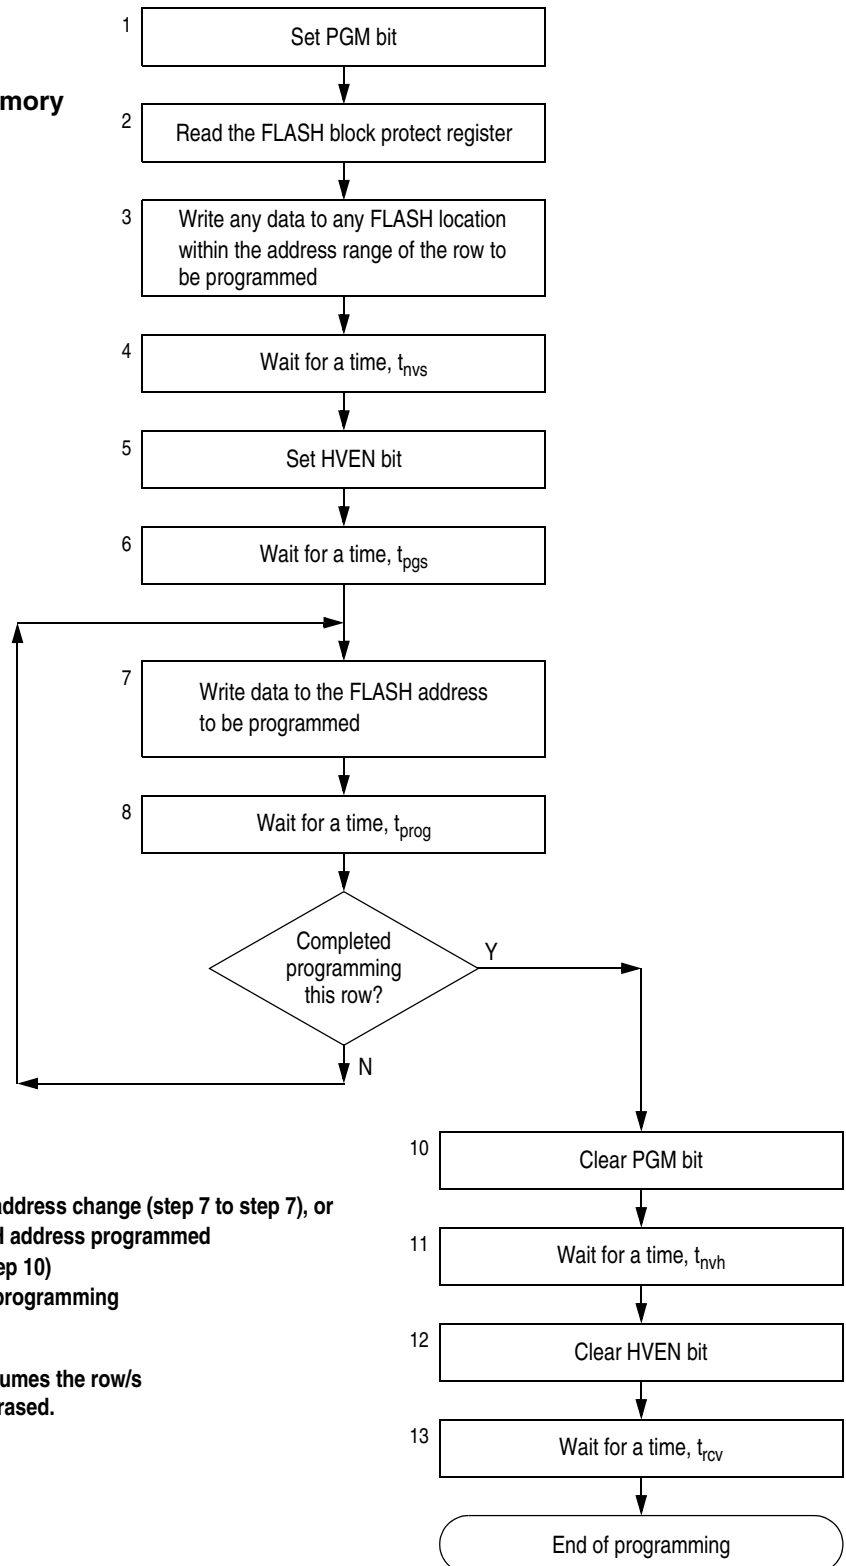 1
Set PGM bit
mory
2
Read the FLASH block protect register
3
Write any data to any FLASH location
within the address range of the row to
be programmed
4
Wait for a time, tnvs
5
Set HVEN bit
6
Wait for a time, tpgs
7
Write data to the FLASH address
to be programmed
8
Wait for a time, tprog
Completed
programming
this row?
Y
N
10
Clear PGM bit
address change (step 7 to step 7), or
H address programmed
ep 10)
programming
11
Wait for a time, tnvh
12
Clear HVEN bit
umes the row/s
rased.
13
Wait for a time, trcv
End of programming